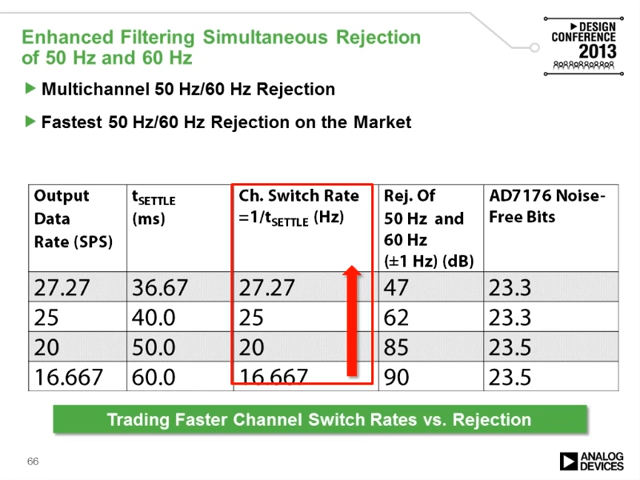 Enhanced Filtering Simultaneous Rejection
of 50 Hz and 60 Hz
DESIGN
CONFERENCE
2013
Multichannel 50 Hz/60 Hz Rejection
Fastest 50 Hz/60 Hz Rejection on the Market
Output Data Rate (SPS) tSETTLE (ms) Ch. Switch Rate =1/tSETTLE (Hz) Rej. Of 50 Hz and 60 Hz (±1 Hz) (dB) AD7176 Noise-Free Bits
27.27 36.67 27.27 47 23.3
25 40.0 25 62 23.3
20 50.0 20 85 23.5
16.667 60.0 16.667 90 23.5
Trading Faster Channel Switch Rates vs. Rejection
66
ANALOG
DEVICES